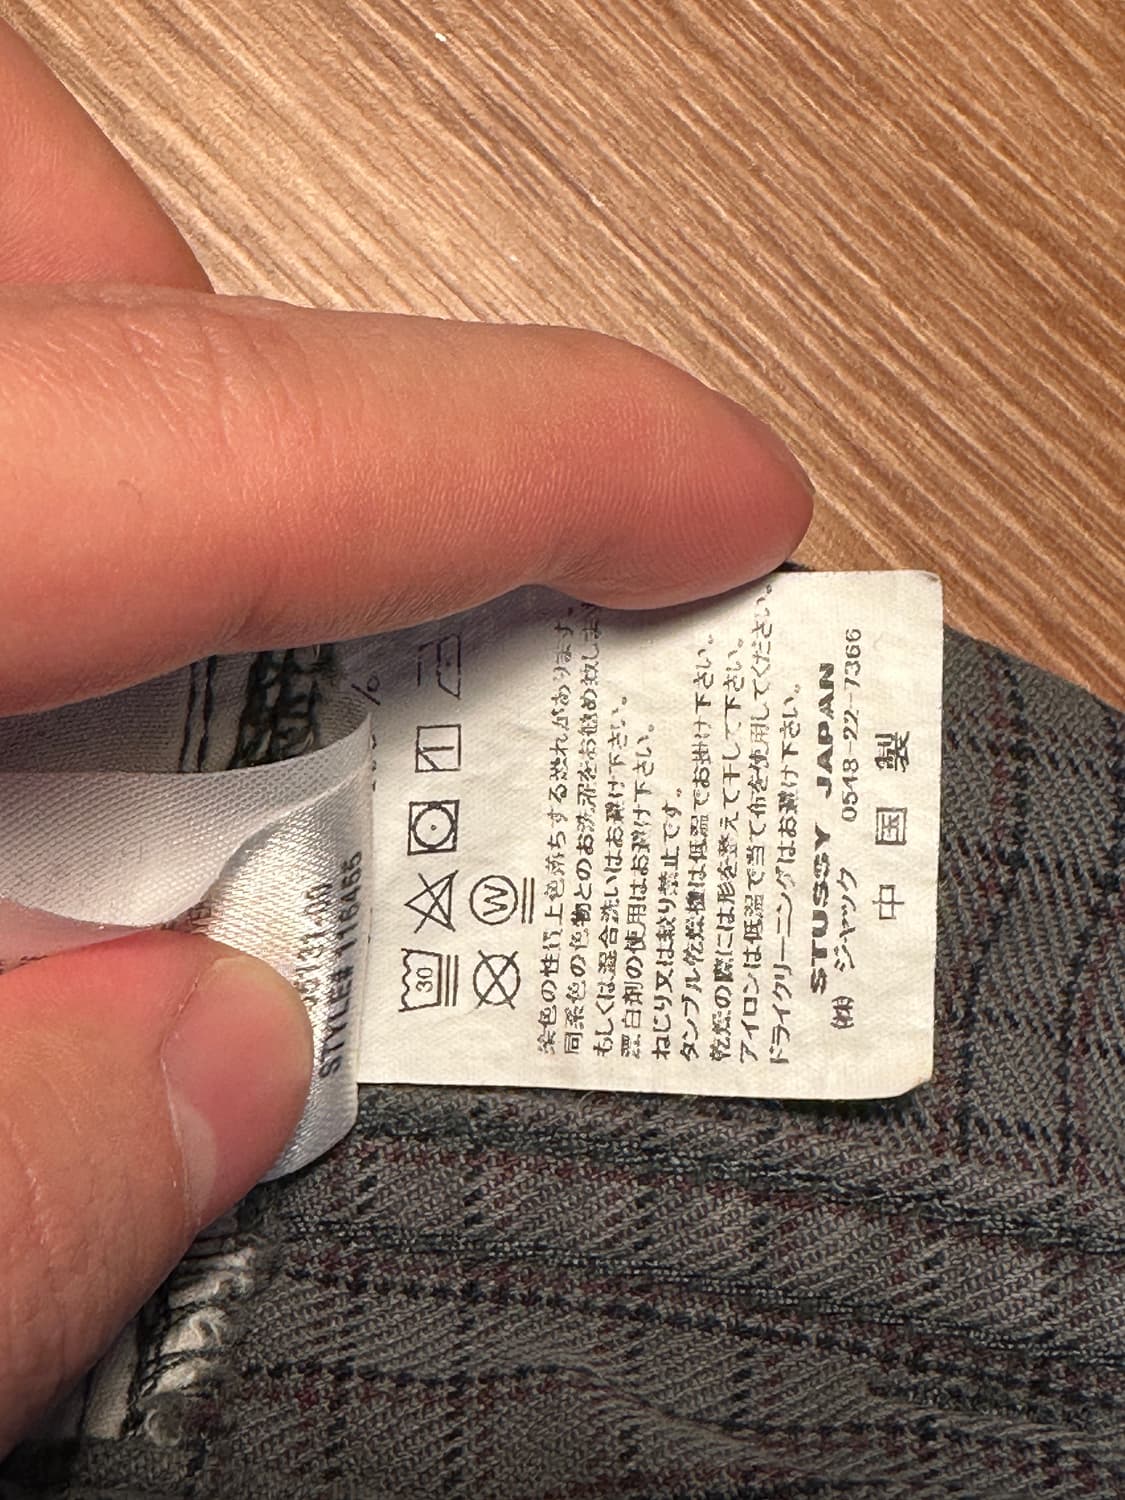 30
W
染色の性質上色落ちする恐れがあります。
同系色の色物とのお洗濯をお勧め致しま
もしくは混合洗いはお避け下さい。
漂白剤の使用はお避け下さい。
ねじり又は絞り禁止です。
タンブル乾燥機は低温でお掛け下さい。
乾燥の際には形を整えて干して下さい。
アイロンは低温で当て布を使用してください。
ドライクリーニングはお避け下さい。
STUSSY JAPAN
㈱ ジャック 0548-22-7366
中国製
STYLE# 116455